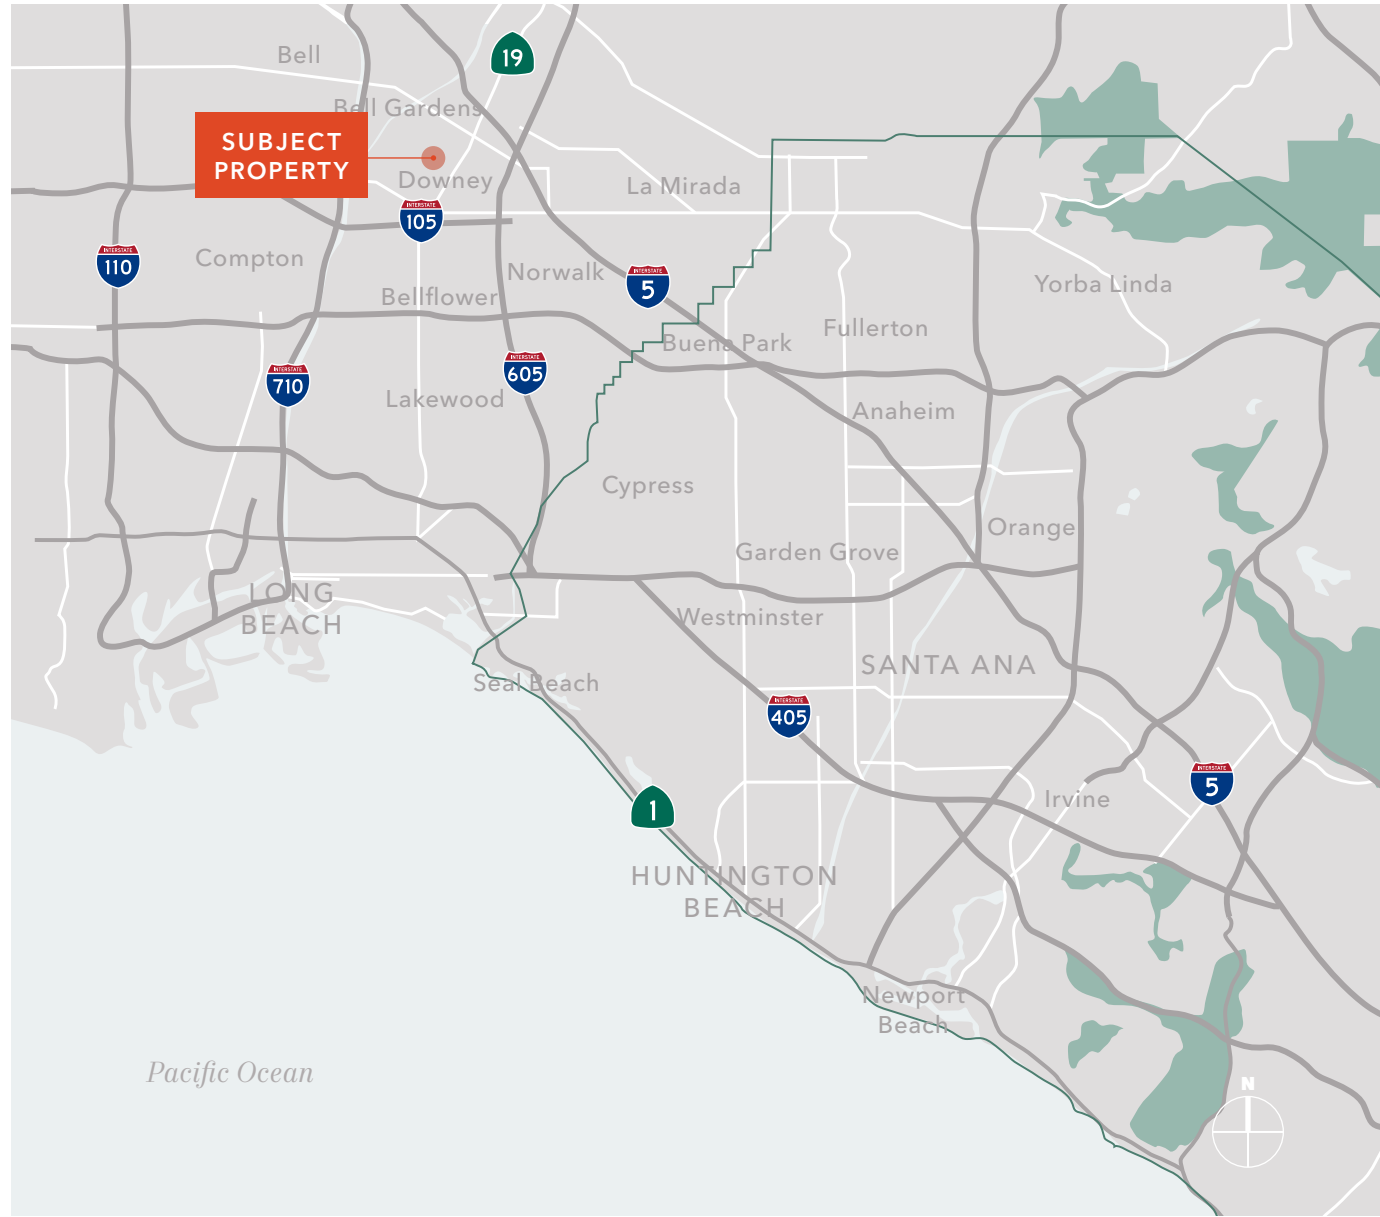 Bell
19
Bell Gardens
SUBJECT
PROPERTY
Downey
La Mirada
INTERSTATE
105
Compton
INTERSTATE
110
Norwalk
INTERSTATE
5
Yorba Linda
Bellflower
Fullerton
Buena Park
INTERSTATE
710
INTERSTATE
605
Lakewood
Anaheim
Cypress
Orange
Garden Grove
LONG
BEACH
Westminster
SANTA ANA
Seal Beach
INTERSTATE
405
INTERSTATE
5
Irvine
1
HUNTINGTON
BEACH
Newport
Beach
Pacific Ocean
N